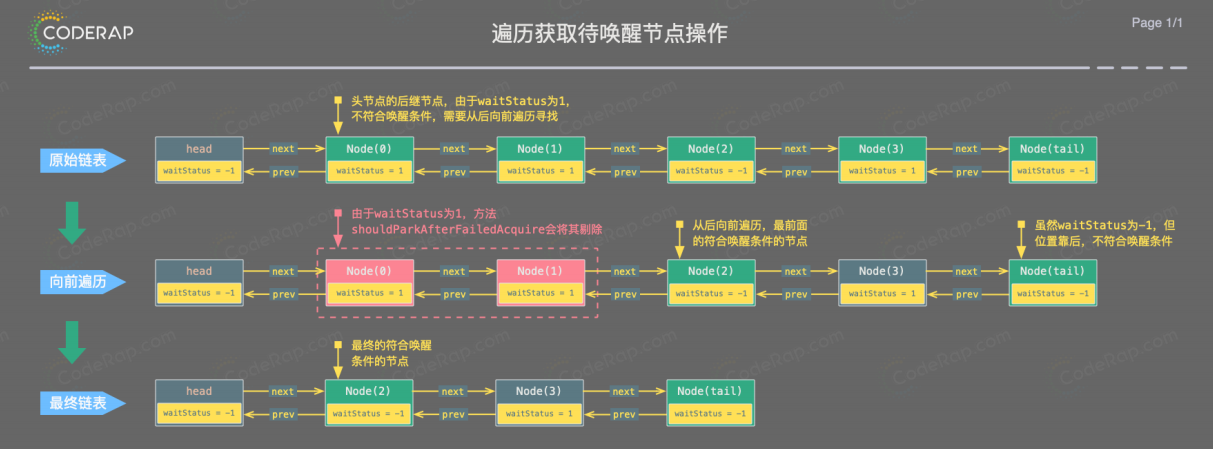 CODERAP
遍历获取待唤醒节点操作
Page 1/1
头节点的后继节点，由于waitStatus为1，
不符合唤醒条件，需要从后向前遍历寻找
原始链表
head next Node(0) next Node(1) next Node(2) next Node(3) next Node(tail)
waitStatus = -1 prev waitStatus = 1 prev waitStatus = 1 prev waitStatus = -1 prev waitStatus = 1 prev waitStatus = -1
由于waitStatus为1，方法
shouldParkAfterFailedAcquire会将其剔除
从后向前遍历，最前面
的符合唤醒条件的节点
虽然waitStatus为-1，但
位置靠后，不符合唤醒条件
向前遍历
head next Node(0) next Node(1) next Node(2) next Node(3) next Node(tail)
waitStatus = -1 prev waitStatus = 1 prev waitStatus = 1 prev waitStatus = -1 prev waitStatus = 1 prev waitStatus = -1
最终的符合唤醒
条件的节点
最终链表
head next Node(2) next Node(3) next Node(tail)
waitStatus = -1 prev waitStatus = -1 prev waitStatus = 1 prev waitStatus = -1
CodeRap.com